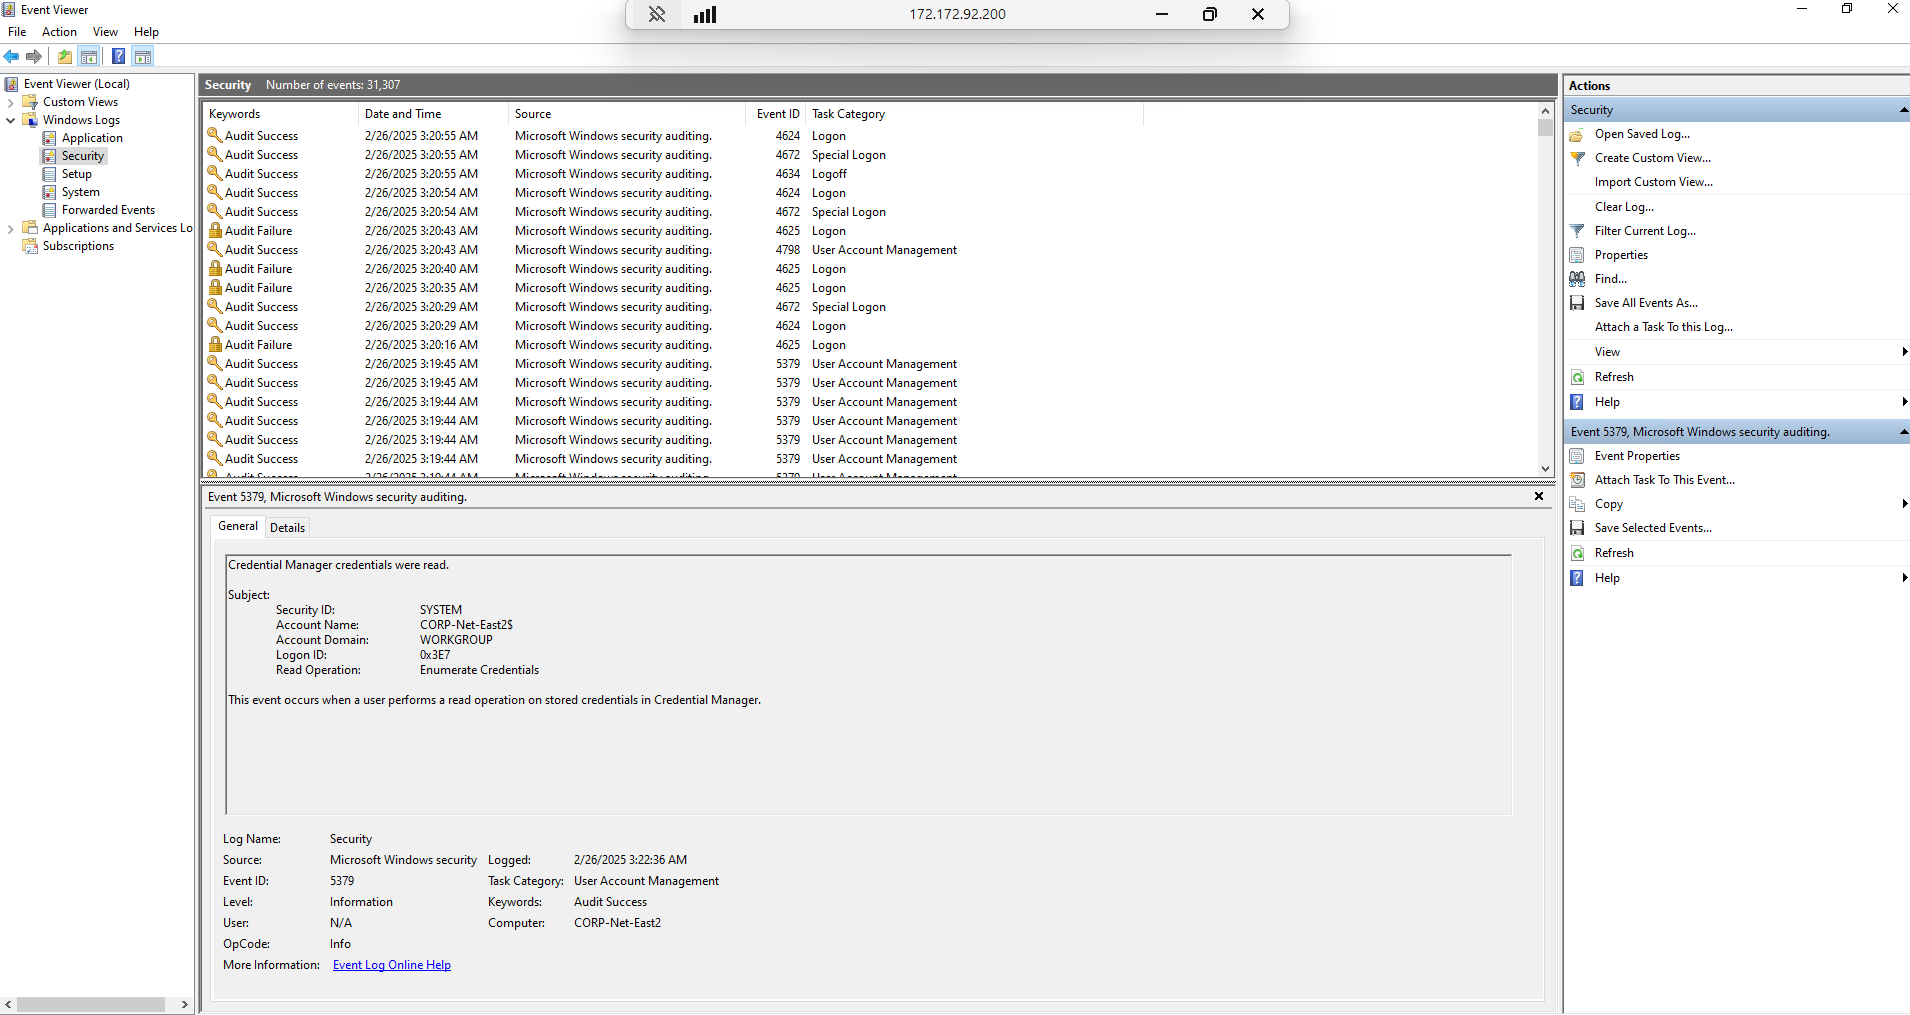 Event Viewer
172.172.92.200
File Action View Help
Event Viewer (Local)
Custom Views
Windows Logs
Application
Security
Setup
System
Forwarded Events
Applications and Services Lo
Subscriptions
Security Number of events: 31,307
Keywords Date and Time Source Event ID Task Category
Audit Success 2/26/2025 3:20:55 AM Microsoft Windows security auditing. 4624 Logon
Audit Success 2/26/2025 3:20:55 AM Microsoft Windows security auditing. 4672 Special Logon
Audit Success 2/26/2025 3:20:55 AM Microsoft Windows security auditing. 4634 Logoff
Audit Success 2/26/2025 3:20:54 AM Microsoft Windows security auditing. 4624 Logon
Audit Success 2/26/2025 3:20:54 AM Microsoft Windows security auditing. 4672 Special Logon
Audit Failure 2/26/2025 3:20:43 AM Microsoft Windows security auditing. 4625 Logon
Audit Success 2/26/2025 3:20:43 AM Microsoft Windows security auditing. 4798 User Account Management
Audit Failure 2/26/2025 3:20:40 AM Microsoft Windows security auditing. 4625 Logon
Audit Failure 2/26/2025 3:20:35 AM Microsoft Windows security auditing. 4625 Logon
Audit Success 2/26/2025 3:20:29 AM Microsoft Windows security auditing. 4672 Special Logon
Audit Success 2/26/2025 3:20:29 AM Microsoft Windows security auditing. 4624 Logon
Audit Failure 2/26/2025 3:20:16 AM Microsoft Windows security auditing. 4625 Logon
Audit Success 2/26/2025 3:19:45 AM Microsoft Windows security auditing. 5379 User Account Management
Audit Success 2/26/2025 3:19:45 AM Microsoft Windows security auditing. 5379 User Account Management
Audit Success 2/26/2025 3:19:44 AM Microsoft Windows security auditing. 5379 User Account Management
Audit Success 2/26/2025 3:19:44 AM Microsoft Windows security auditing. 5379 User Account Management
Audit Success 2/26/2025 3:19:44 AM Microsoft Windows security auditing. 5379 User Account Management
Audit Success 2/26/2025 3:19:44 AM Microsoft Windows security auditing. 5379 User Account Management
Audit Success 2/26/2025 3:19:44 AM Microsoft Windows security auditing. 5379 User Account Management
Event 5379, Microsoft Windows security auditing.
General Details
Credential Manager credentials were read.
Subject:
Security ID: SYSTEM
Account Name: CORP-Net-East2$
Account Domain: WORKGROUP
Logon ID: 0x3E7
Read Operation: Enumerate Credentials
This event occurs when a user performs a read operation on stored credentials in Credential Manager.
Log Name: Security
Source: Microsoft Windows security Logged: 2/26/2025 3:22:36 AM
Event ID: 5379 Task Category: User Account Management
Level: Information Keywords: Audit Success
User: N/A Computer: CORP-Net-East2
OpCode: Info
More Information: Event Log Online Help
Actions
Security
Open Saved Log...
Create Custom View...
Import Custom View...
Clear Log...
Filter Current Log...
Properties
Find...
Save All Events As...
Attach a Task To this Log...
View
Refresh
Help
Event 5379, Microsoft Windows security auditing.
Event Properties
Attach Task To This Event...
Copy
Save Selected Events...
Refresh
Help